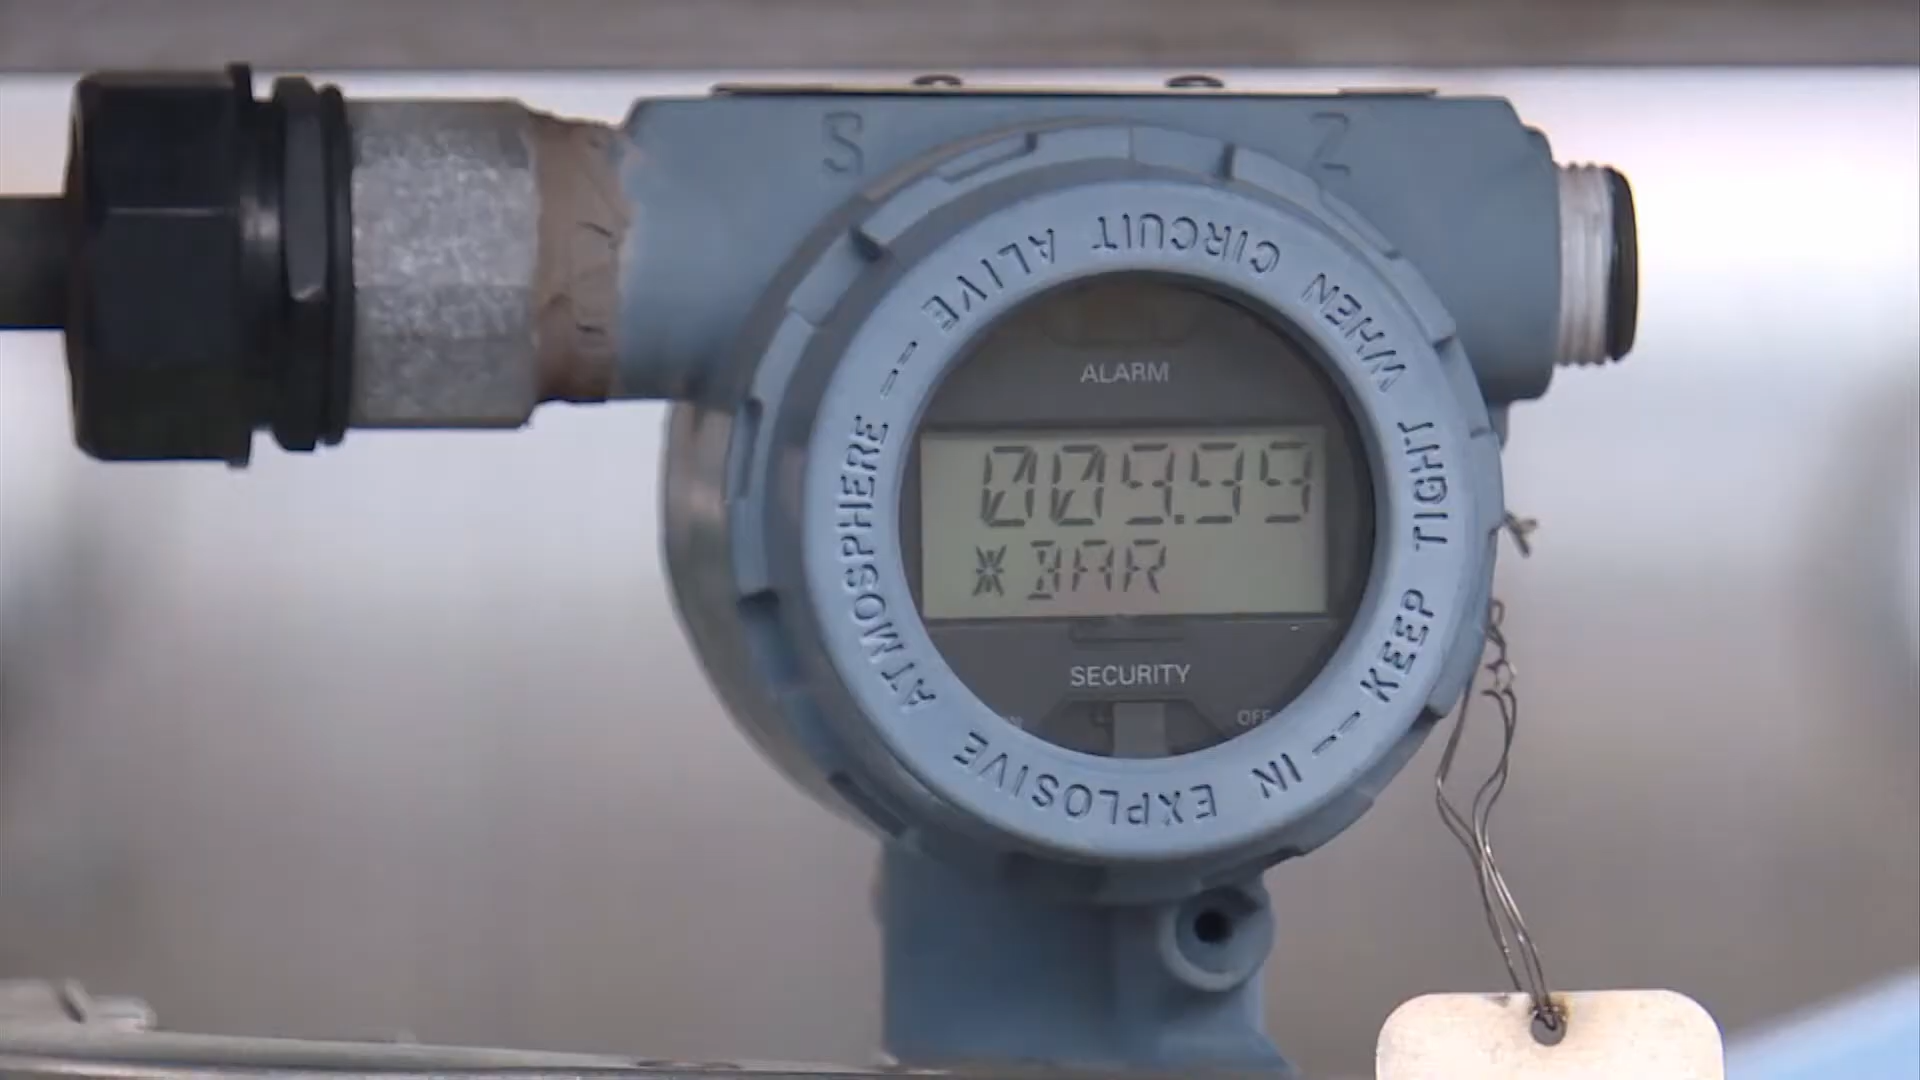 S Z
KEEP TIGHT WHEN CIRCUIT ALIVE -- IN EXPLOSIVE ATMOSPHERE --
ALARM
009.99
* BAR
SECURITY
OFF